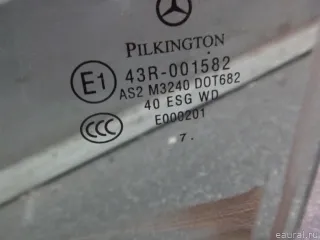 PILKINGTON
E1 43R-001582
AS2 M3240 DOT682
40 ESG WD
CCC E000201
7.
eaural.ru